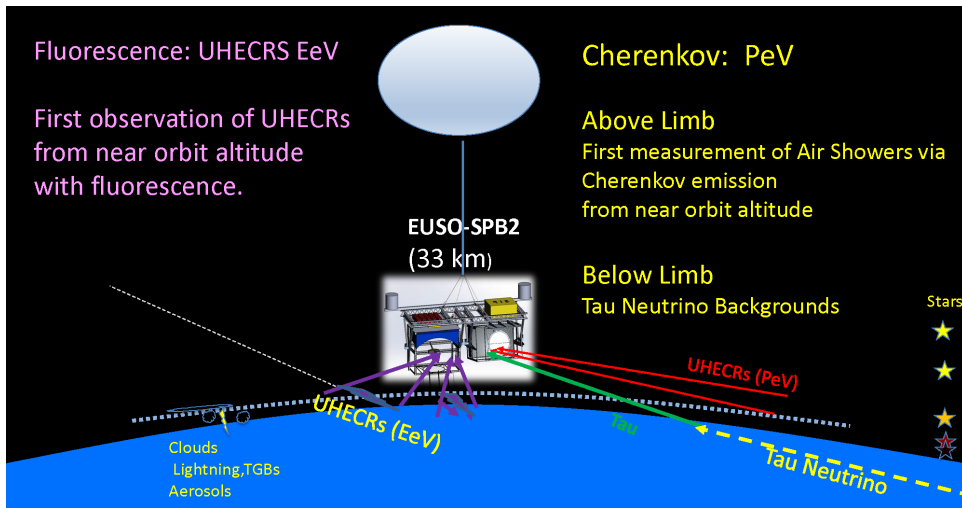 Fluorescence: UHECRS EeV
First observation of UHECRs
from near orbit altitude
with fluorescence.
Cherenkov: PeV
Above Limb
First measurement of Air Showers via
Cherenkov emission
from near orbit altitude
Below Limb
Tau Neutrino Backgrounds
EUSO-SPB2
(33 km)
Stars
UHECRs (PeV)
UHECRs (EeV)
Tau
Tau Neutrino
Clouds
Lightning,TGBs
Aerosols